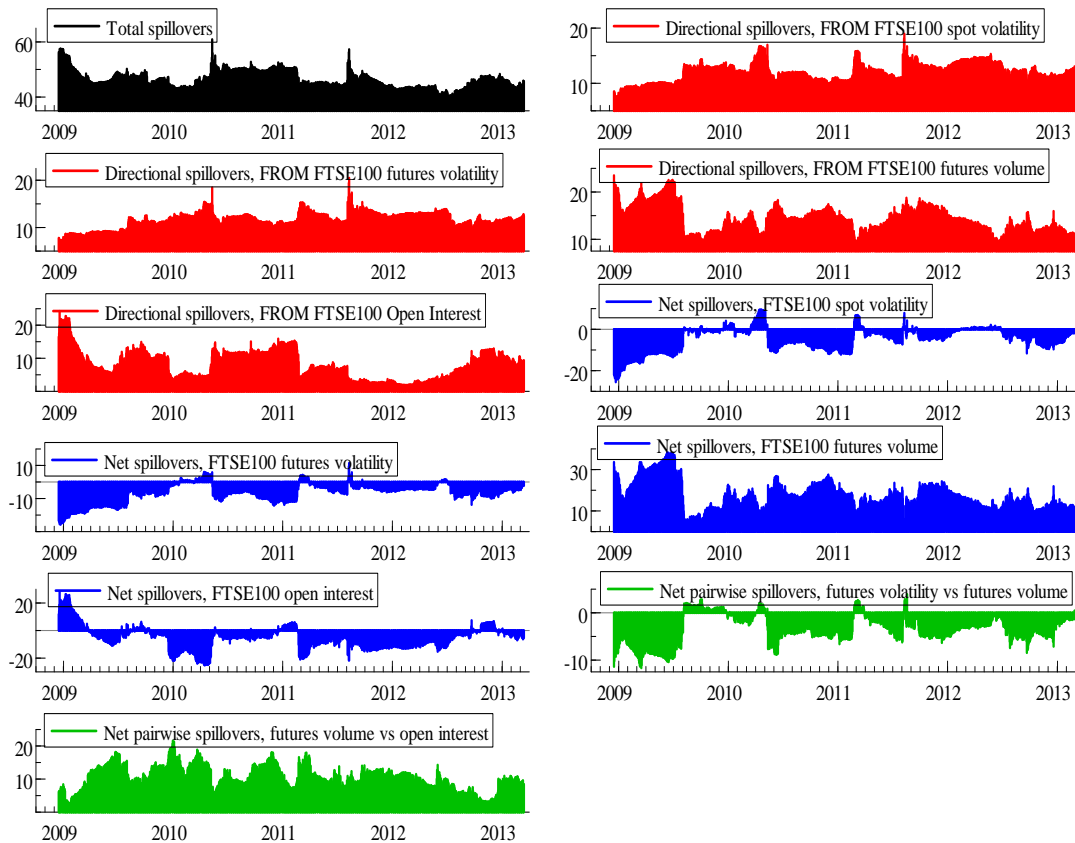 Total spillovers
60
40
2009 2010 2011 2012 2013
Directional spillovers, FROM FTSE100 spot volatility
20
10
2009 2010 2011 2012 2013
Directional spillovers, FROM FTSE100 futures volatility
20
10
2009 2010 2011 2012 2013
Directional spillovers, FROM FTSE100 futures volume
20
10
2009 2010 2011 2012 2013
Directional spillovers, FROM FTSE100 Open Interest
20
10
2009 2010 2011 2012 2013
Net spillovers, FTSE100 spot volatility
0
-20
2009 2010 2011 2012 2013
Net spillovers, FTSE100 futures volatility
10
-10
2009 2010 2011 2012 2013
Net spillovers, FTSE100 futures volume
30
10
2009 2010 2011 2012 2013
Net spillovers, FTSE100 open interest
20
-20
2009 2010 2011 2012 2013
Net pairwise spillovers, futures volatility vs futures volume
0
-10
2009 2010 2011 2012 2013
Net pairwise spillovers, futures volume vs open interest
20
10
2009 2010 2011 2012 2013